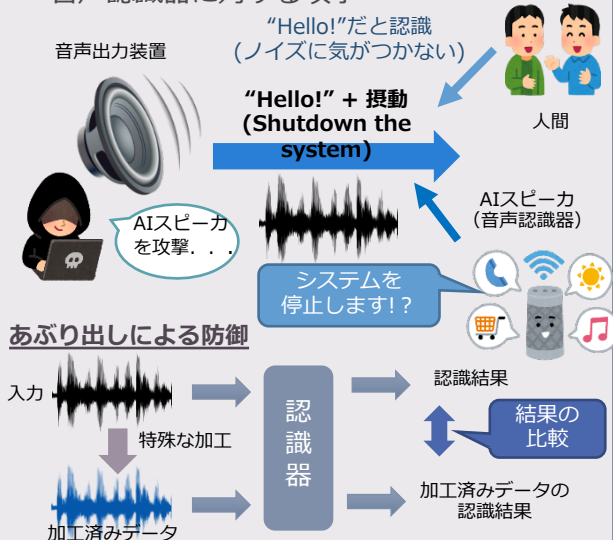 音声出力装置
“Hello!”だと認識
(ノイズに気がつかない)
“Hello!” + 摂動
(Shutdown the
system)
人間
AIスピーカ
を攻撃．．．
AIスピーカ
(音声認識器)
システムを
停止します!？
あぶり出しによる防御
入力
特殊な加工
加工済みデータ
認
識
器
認識結果
結果の
比較
加工済みデータの
認識結果